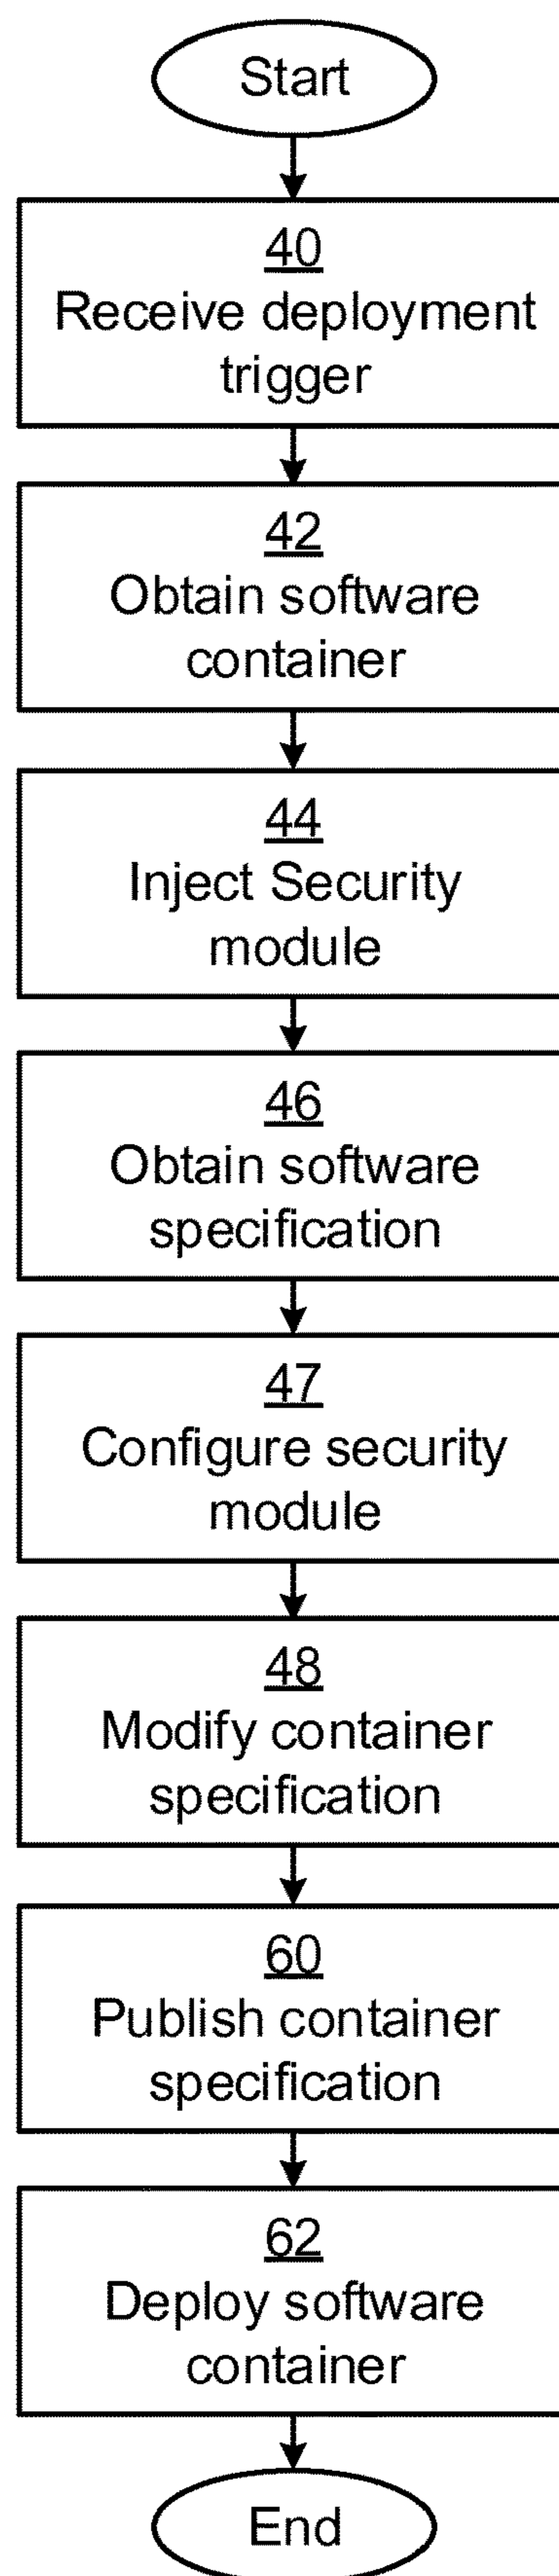 Start
40
Receive deployment
trigger
42
Obtain software
container
44
Inject Security
module
46
Obtain software
specification
47
Configure security
module
48
Modify container
specification
60
Publish container
specification
62
Deploy software
container
End